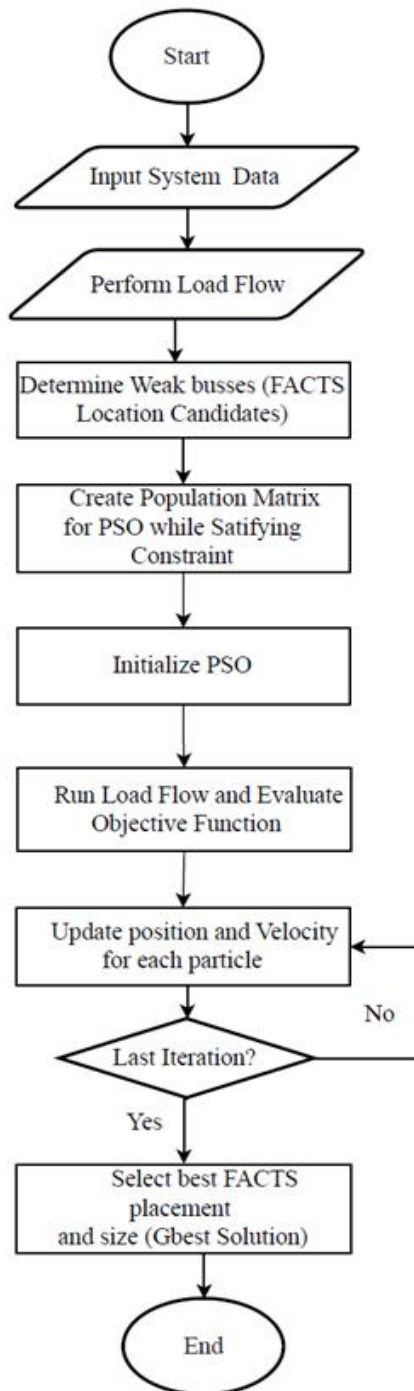 Start
Input System Data
Perform Load Flow
Determine Weak busses (FACTS
Location Candidates)
Create Population Matrix
for PSO while Satifying
Constraint
Initialize PSO
Run Load Flow and Evaluate
Objective Function
Update position and Velocity
for each particle
No
Last Iteration?
Yes
Select best FACTS
placement
and size (Gbest Solution)
End